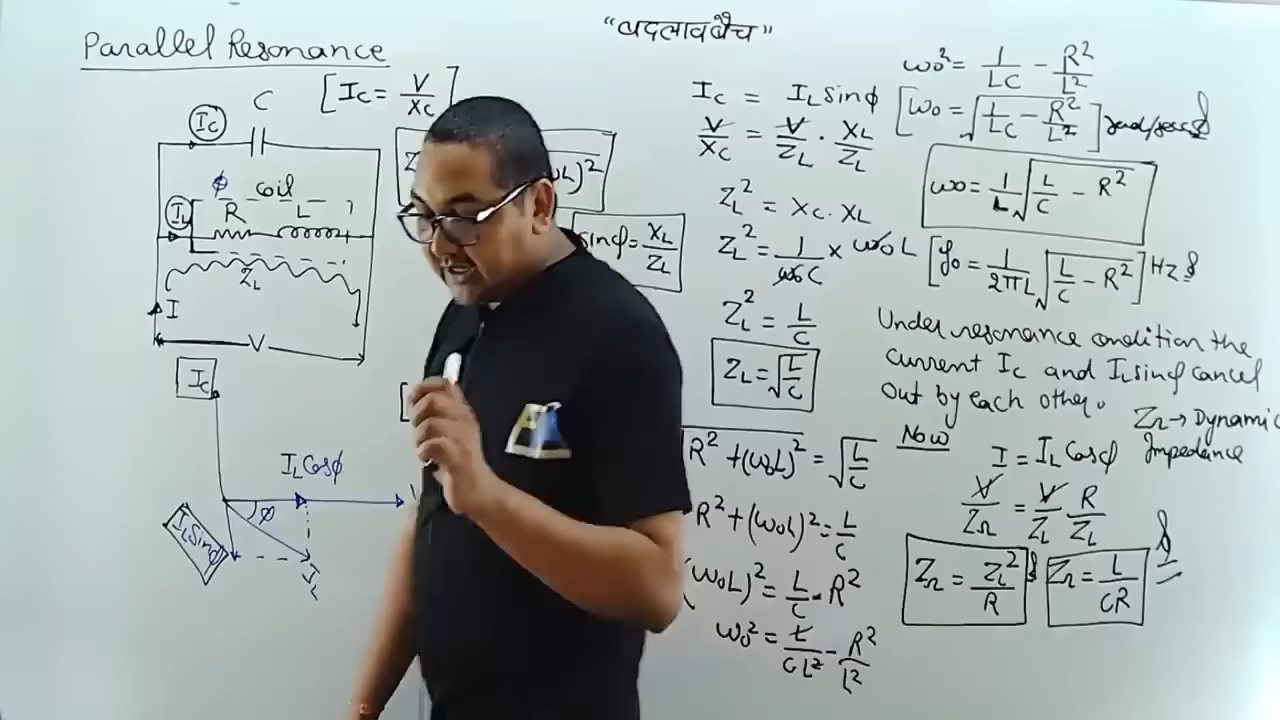 "बदलाव बैच"
Parallel Resonance
[Ic = V/Xc]
C
Ic
φ coil
IL
R L
ZL
I
V
Ic
IL Cosφ
φ
IL Sinφ
IL
ωL)²
Sinφ = XL/ZL
Ic = IL Sinφ
V/Xc = V/ZL . XL/ZL
ZL² = Xc . XL
ZL² = 1/ω₀C × ω₀L
ZL² = L/C
ZL = √(L/C)
√(R² + (ω₀L)²) = √(L/C)
R² + (ω₀L)² = L/C
(ω₀L)² = L/C - R²
ω₀² = L/CL² - R²/L²
ω₀² = 1/LC - R²/L²
[ω₀ = √(1/LC - R²/L²)] rad/sec
ω₀ = 1/L √(L/C - R²)
[f₀ = 1/2πL √(L/C - R²)] Hz
Under resonance condition the
current Ic and IL sinφ cancel
out by each other.
Zr → Dynamic
Impedance
Now
I = IL Cosφ
V/Zr = V/ZL R/ZL
Zr = ZL²/R
Zr = L/CR